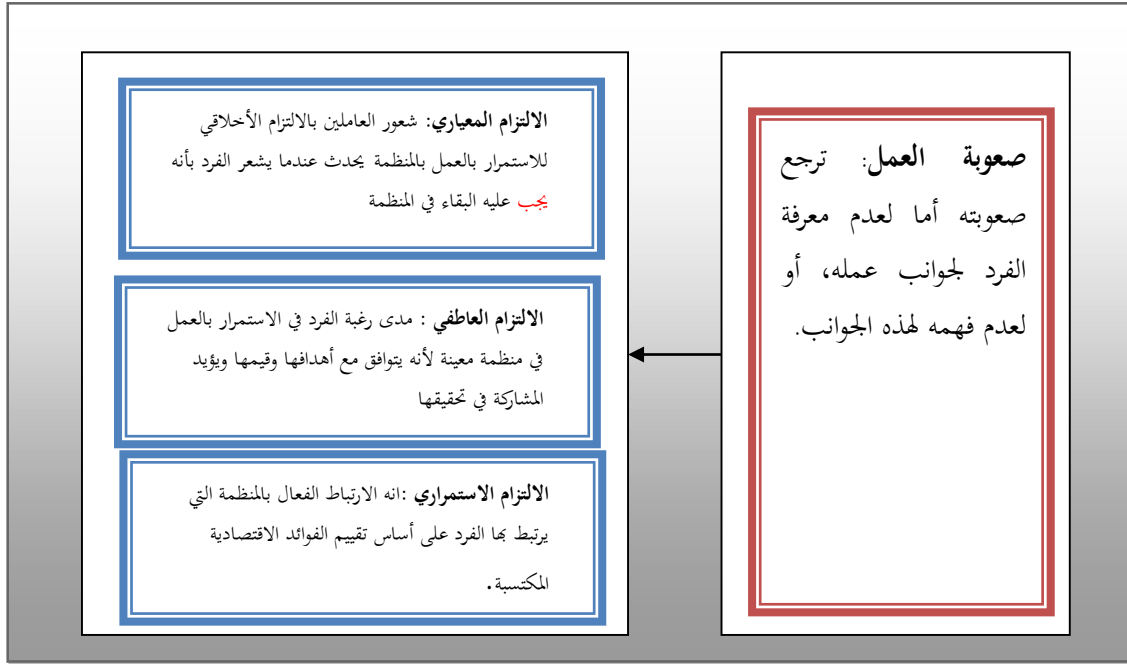 صعوبة العمل: ترجع
صعوبته أما لعدم معرفة
الفرد لجوانب عمله، أو
لعدم فهمه لهذه الجوانب.
الالتزام المعياري: شعور العاملين بالالتزام الأخلاقي
للاستمرار بالعمل بالمنظمة يحدث عندما يشعر الفرد بأنه
يجب عليه البقاء في المنظمة
الالتزام العاطفي : مدى رغبة الفرد في الاستمرار بالعمل
في منظمة معينة لأنه يتوافق مع أهدافها وقيمها ويؤيد
المشاركة في تحقيقها
الالتزام الاستمراري :انه الارتباط الفعال بالمنظمة التي
يرتبط بها الفرد على أساس تقييم الفوائد الاقتصادية
المكتسبة.